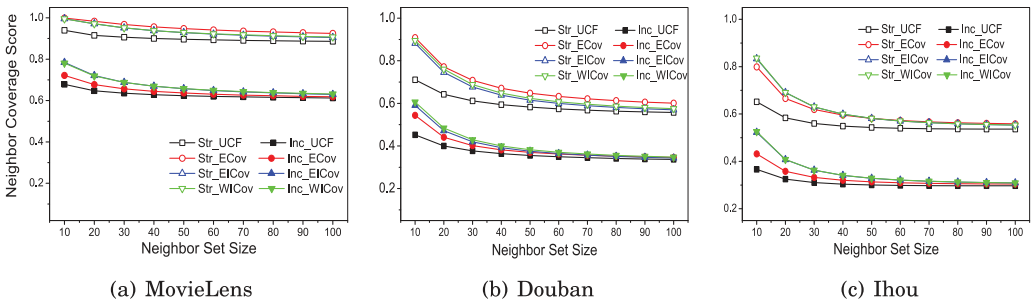 Neighbor Coverage Score
1.0
0.8
0.6
0.4
0.2
Str_UCF Inc_UCF
Str_ECov Inc_ECov
Str_EICov Inc_EICov
Str_WICov Inc_WICov
10 20 30 40 50 60 70 80 90 100
Neighbor Set Size
(a) MovieLens
1.0
0.8
0.6
0.4
0.2
Str_UCF Inc_UCF
Str_ECov Inc_ECov
Str_EICov Inc_EICov
Str_WICov Inc_WICov
10 20 30 40 50 60 70 80 90 100
Neighbor Set Size
(b) Douban
1.0
0.8
0.6
0.4
0.2
Str_UCF Inc_UCF
Str_ECov Inc_ECov
Str_EICov Inc_EICov
Str_WICov Inc_WICov
10 20 30 40 50 60 70 80 90 100
Neighbor Set Size
(c) Ihou